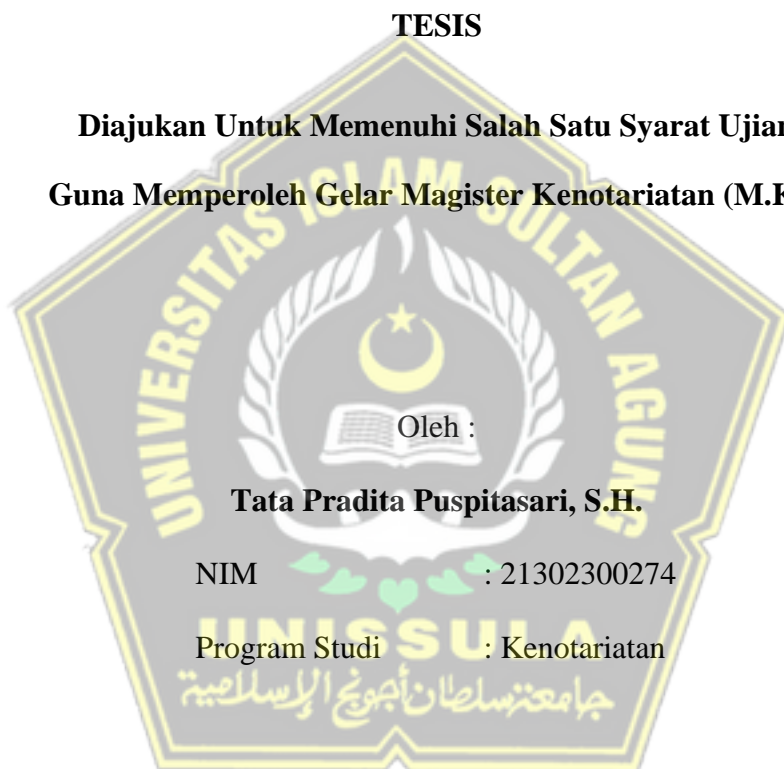 TESIS
Diajukan Untuk Memenuhi Salah Satu Syarat Ujian
Guna Memperoleh Gelar Magister Kenotariatan (M.K
UNIVERSITAS ISLAM SULTAN AGUNG
Oleh :
Tata Pradita Puspitasari, S.H.
NIM : 21302300274
Program Studi : Kenotariatan
UNISSULA
جامعة سلطان أجونج الإسلامية